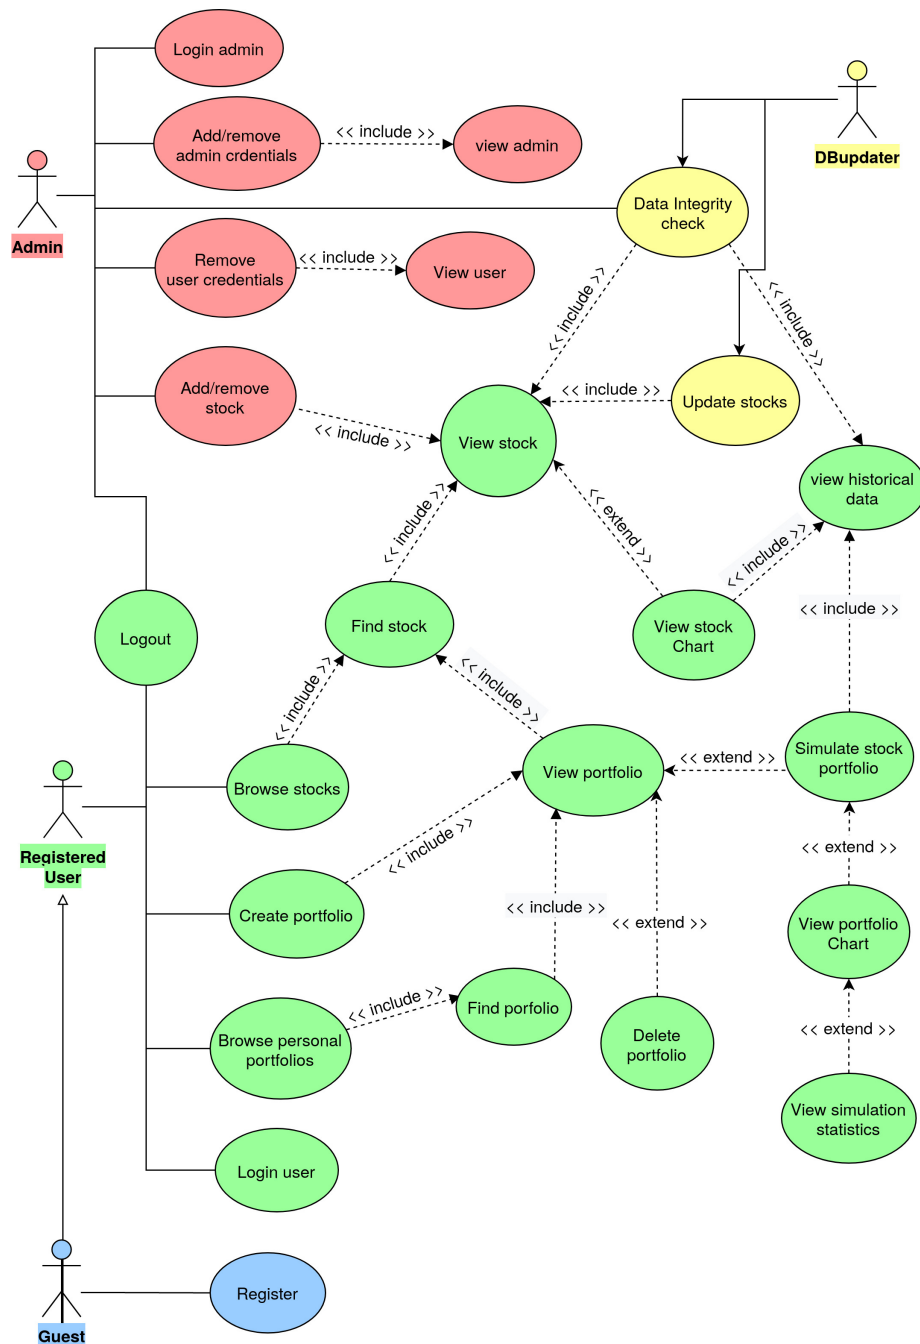 Login admin
Add/remove
admin crdentials
<< include >>
view admin
DBupdater
Admin
Data Integrity
check
Remove
user credentials
<< include >>
View user
<< include >>
<< include >>
Add/remove
stock
<< include >>
<< include >>
Update stocks
View stock
view historical
data
<< include >>
<< extend >>
<< include >>
<< include >>
Logout
Find stock
View stock
Chart
<< include >>
<< include >>
Browse stocks
View portfolio
<< extend >>
Simulate stock
portfolio
Registered
User
<< include >>
<< extend >>
Create portfolio
<< include >>
<< extend >>
View portfolio
Chart
<< include >>
Find porfolio
Browse personal
portfolios
Delete
portfolio
<< extend >>
View simulation
statistics
Login user
Register
Guest